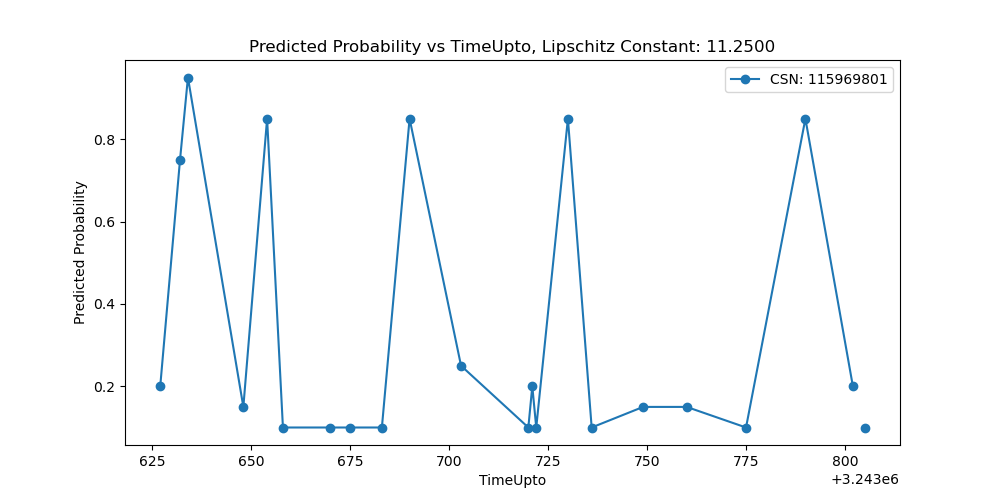 Predicted Probability vs TimeUpto, Lipschitz Constant: 11.2500
CSN: 115969801
Predicted Probability
0.8
0.6
0.4
0.2
625 650 675 700 725 750 775 800
+3.243e6
TimeUpto